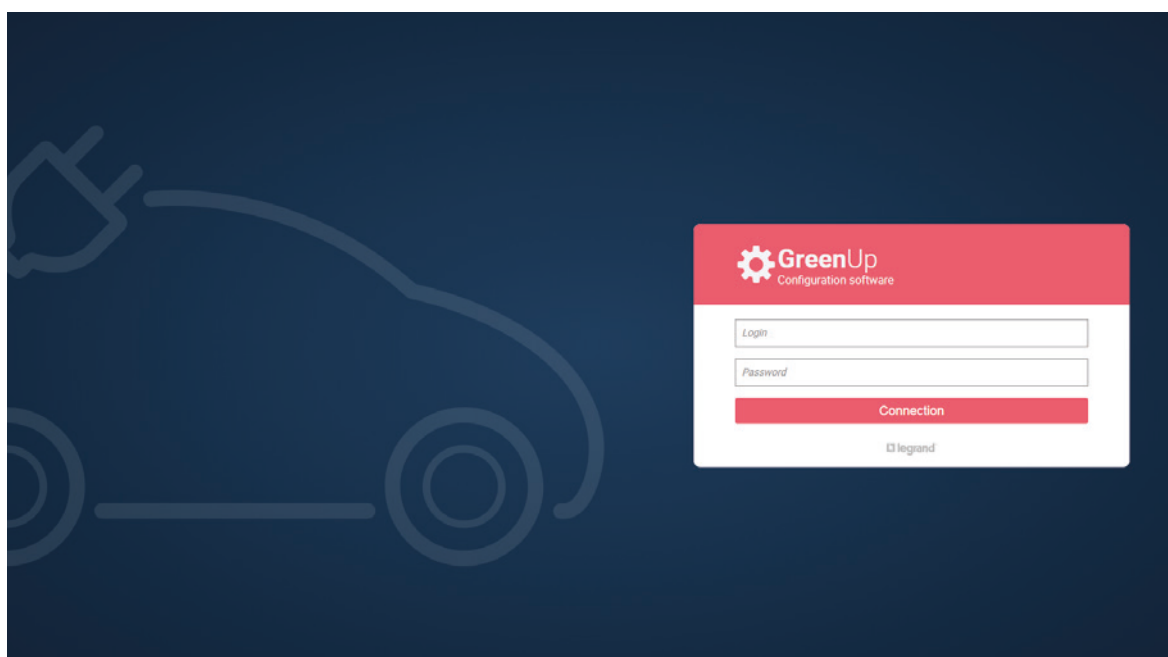 GreenUp
Configuration software
Login
Password
Connection
legrand